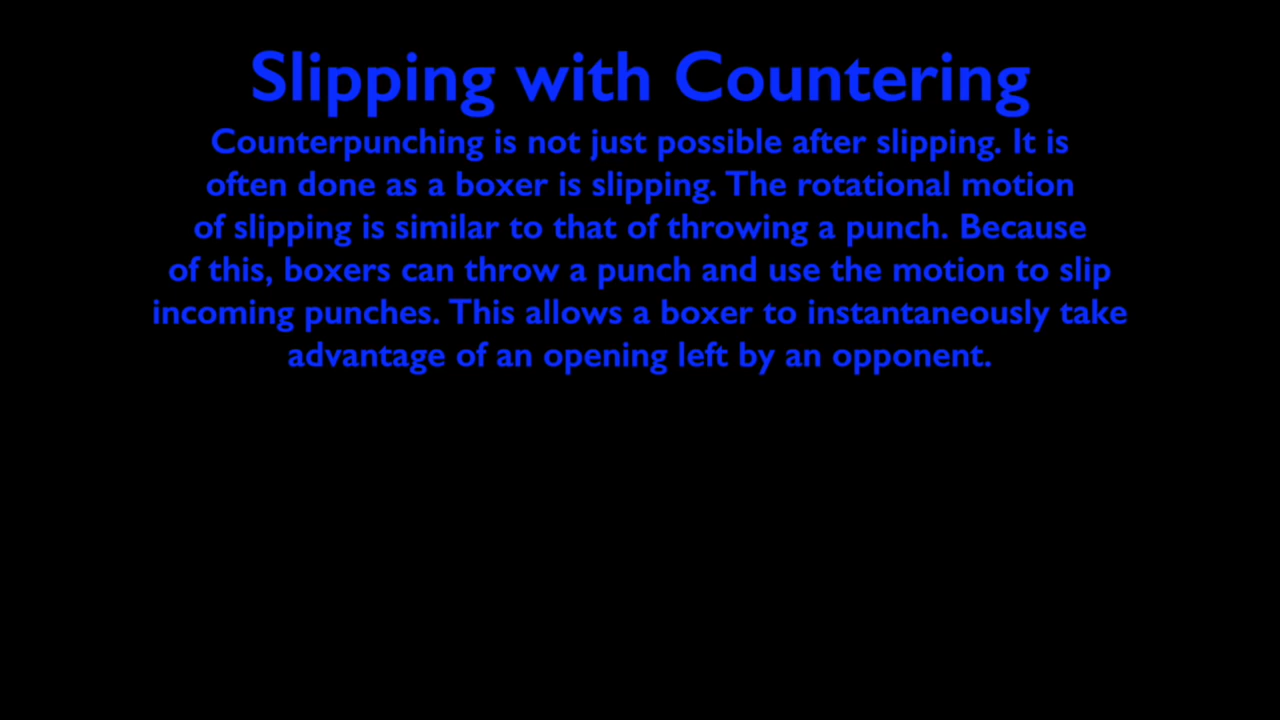 Slipping with Countering
Counterpunching is not just possible after slipping. It is
often done as a boxer is slipping. The rotational motion
of slipping is similar to that of throwing a punch. Because
of this, boxers can throw a punch and use the motion to slip
incoming punches. This allows a boxer to instantaneously take
advantage of an opening left by an opponent.